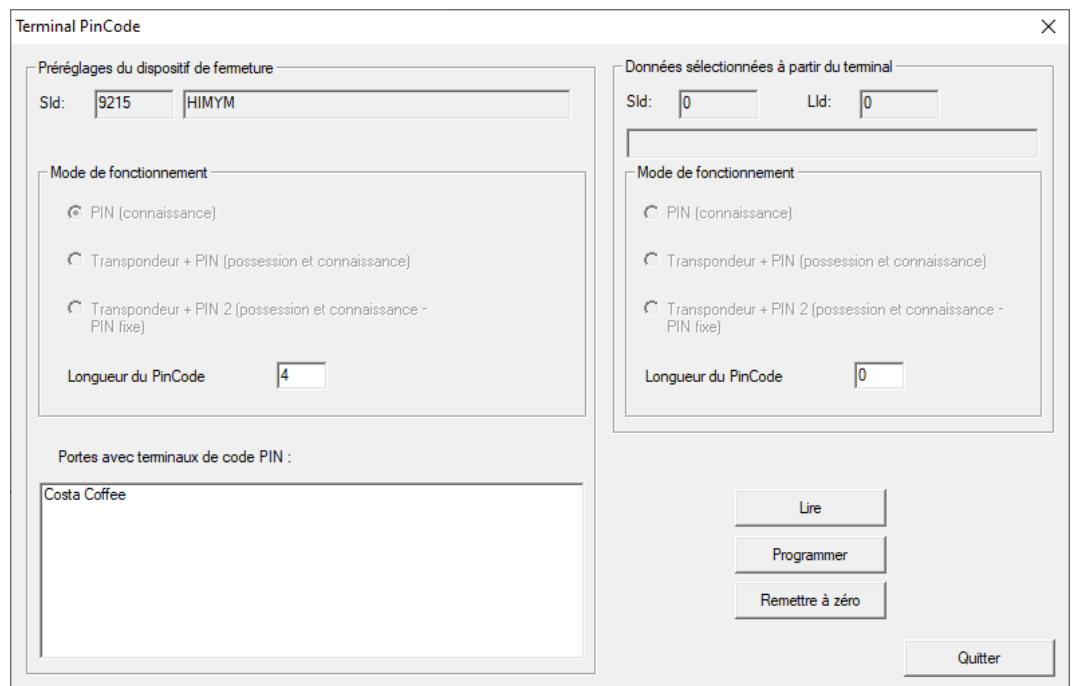 Terminal PinCode
Préréglages du dispositif de fermeture
SId: 9215 HIMYM
Mode de fonctionnement
PIN (connaissance)
Transpondeur + PIN (possession et connaissance)
Transpondeur + PIN 2 (possession et connaissance -
PIN fixe)
Longueur du PinCode 4
Portes avec terminaux de code PIN :
Costa Coffee
Données sélectionnées à partir du terminal
SId: 0 LId: 0
Mode de fonctionnement
PIN (connaissance)
Transpondeur + PIN (possession et connaissance)
Transpondeur + PIN 2 (possession et connaissance -
PIN fixe)
Longueur du PinCode 0
Lire
Programmer
Remettre à zéro
Quitter